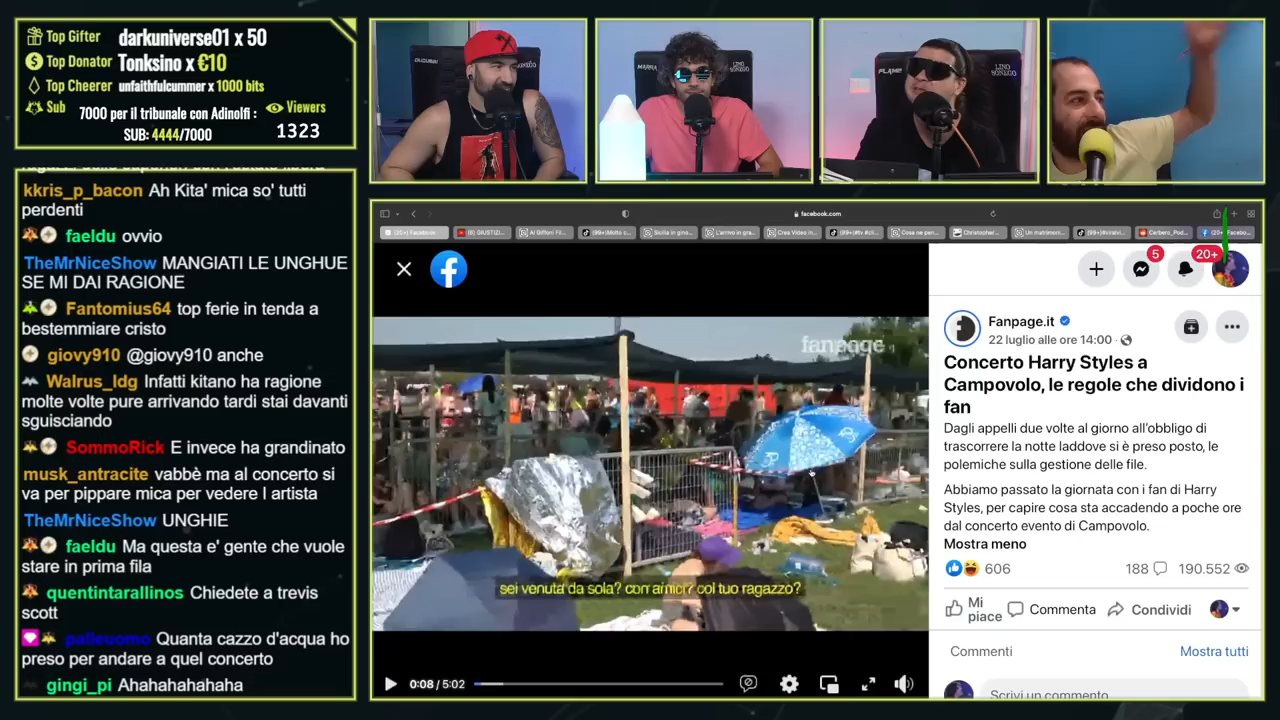 Top Gifter darkuniverse01 x 50
Top Donator Tonksino x €10
Top Cheerer unfaithfulcummer x 1000 bits
Sub 7000 per il tribunale con Adinolfi :
SUB: 4444/7000
Viewers
1323
kkris_p_bacon Ah Kita' mica so' tutti
perdenti
faeldu ovvio
TheMrNiceShow MANGIATI LE UNGHUE
SE MI DAI RAGIONE
Fantomius64 top ferie in tenda a
bestemmiare cristo
giovy910 @giovy910 anche
Walrus_ldg Infatti kitano ha ragione
molte volte pure arrivando tardi stai davanti
sguisciando
SommoRick E invece ha grandinato
musk_antracite vabbè ma al concerto si
va per pippare mica per vedere l artista
TheMrNiceShow UNGHIE
faeldu Ma questa e' gente che vuole
stare in prima fila
quentintarallinos Chiedete a trevis
scott
palleuomo Quanta cazzo d'acqua ho
preso per andare a quel concerto
gingi_pi Ahahahahahaha
facebook.com
fanpage
sei venuta da sola? con amici? col tuo ragazzo?
0:08 / 5:02
5
20+
Fanpage.it
22 luglio alle ore 14:00
Concerto Harry Styles a
Campovolo, le regole che dividono i
fan
Dagli appelli due volte al giorno all'obbligo di
trascorrere la notte laddove si è preso posto, le
polemiche sulla gestione delle file.
Abbiamo passato la giornata con i fan di Harry
Styles, per capire cosa sta accadendo a poche ore
dal concerto evento di Campovolo.
Mostra meno
606
188
190.552
Mi piace
Commenta
Condividi
Commenti
Mostra tutti
Scrivi un commento